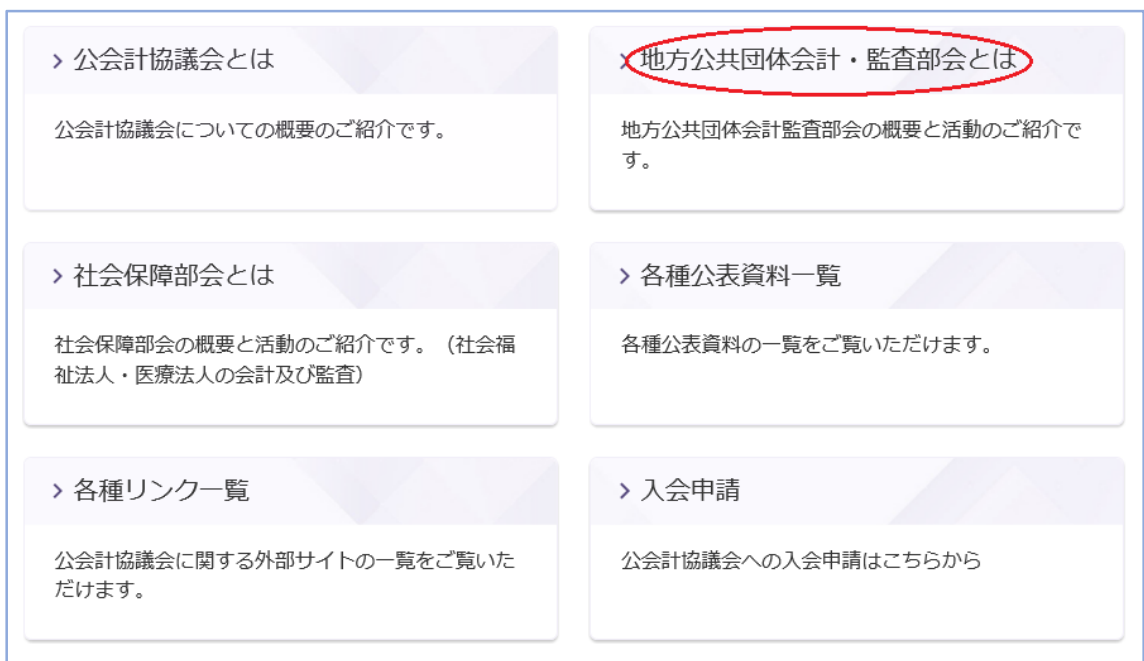 公会計協議会とは
公会計協議会についての概要のご紹介です。
地方公共団体会計・監査部会とは
地方公共団体会計監査部会の概要と活動のご紹介で
す。
社会保障部会とは
社会保障部会の概要と活動のご紹介です。（社会福
祉法人・医療法人の会計及び監査）
各種公表資料一覧
各種公表資料の一覧をご覧いただけます。
各種リンク一覧
公会計協議会に関する外部サイトの一覧をご覧いた
だけます。
入会申請
公会計協議会への入会申請はこちらから